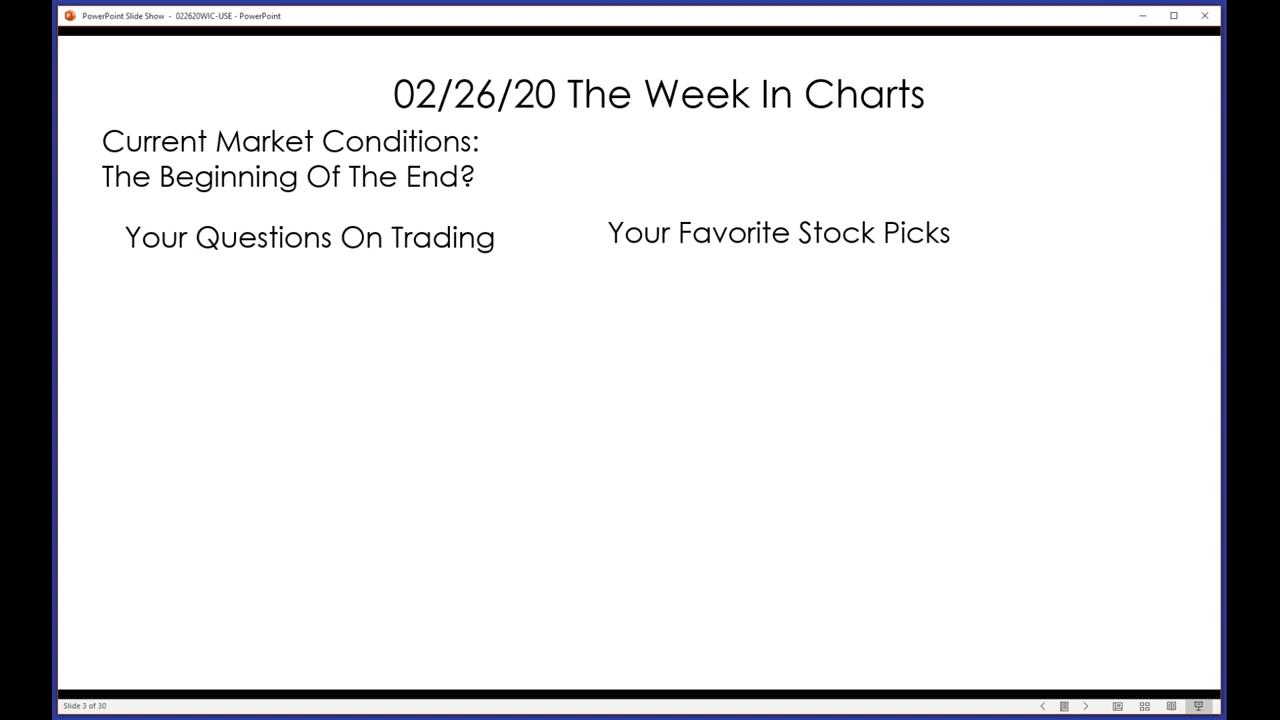 PowerPoint Slide Show - 022620WIC-USE - PowerPoint
02/26/20 The Week In Charts
Current Market Conditions:
The Beginning Of The End?
Your Questions On Trading
Your Favorite Stock Picks
Slide 3 of 30